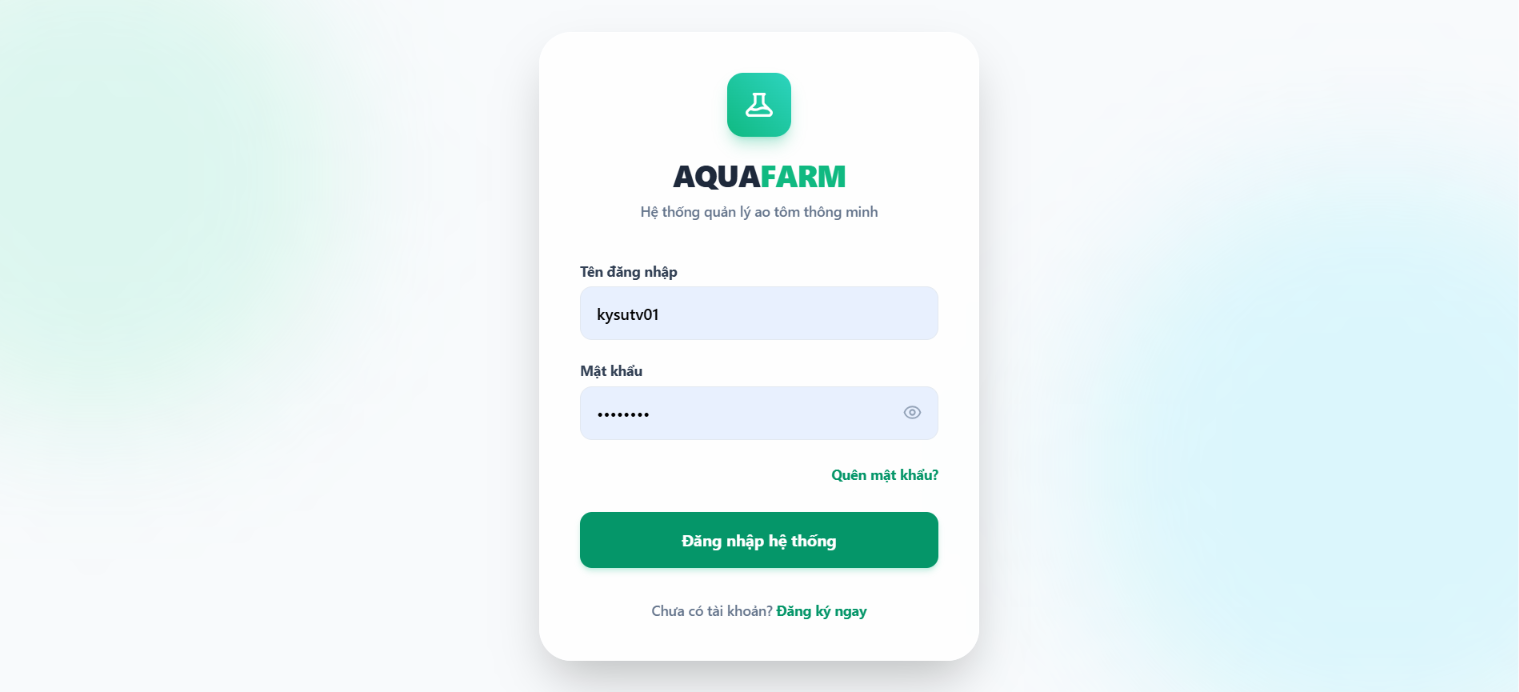 AQUAFARM
Hệ thống quản lý ao tôm thông minh
Tên đăng nhập
kysutv01
Mật khẩu
••••••••
Quên mật khẩu?
Đăng nhập hệ thống
Chưa có tài khoản? Đăng ký ngay